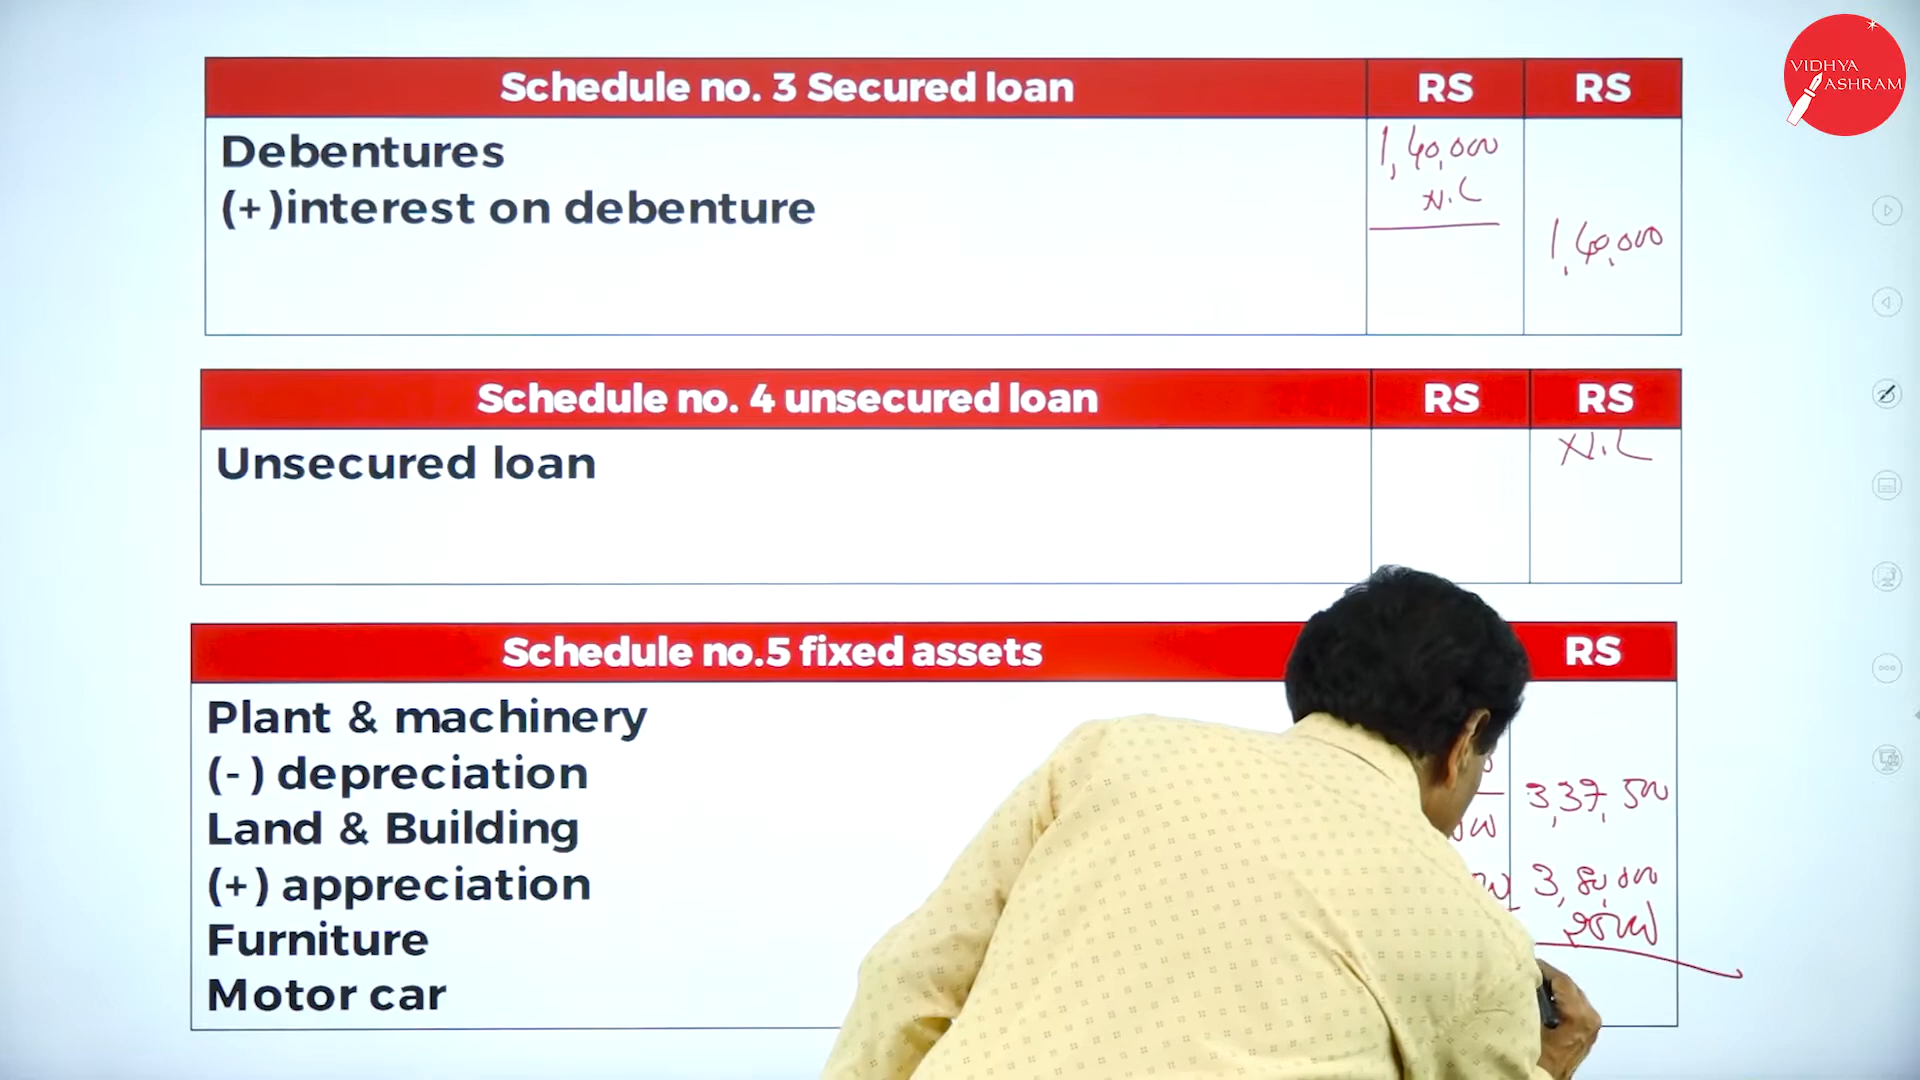 VIDHYA
ASHRAM
Schedule no. 3 Secured loan RS RS
Debentures 1,40,000
(+)interest on debenture NIL
1,40,000
Schedule no. 4 unsecured loan RS RS
Unsecured loan NIL
Schedule no.5 fixed assets RS
Plant & machinery
(-) depreciation 3,37,500
Land & Building
(+) appreciation 3,80,000
Furniture
Motor car